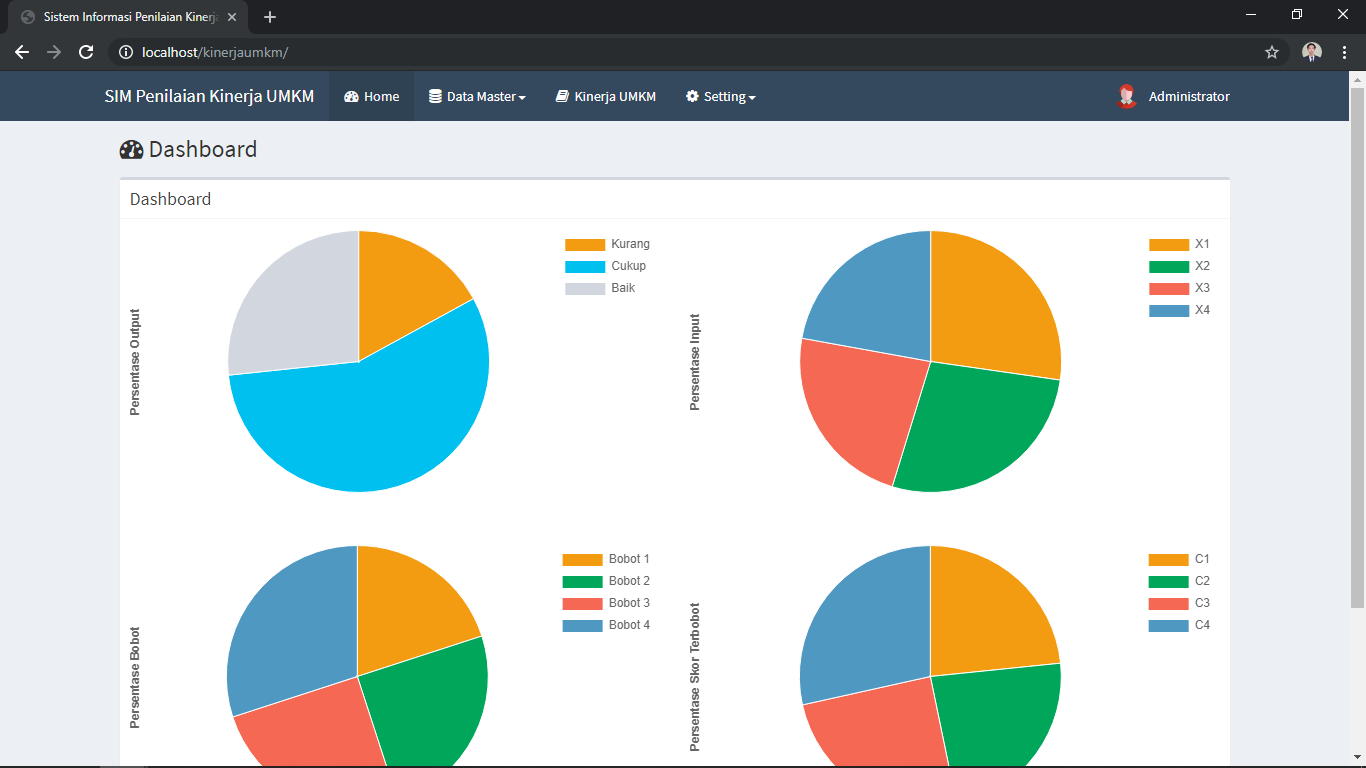 Sistem Informasi Penilaian Kinerja
localhost/kinerjaumkm/
SIM Penilaian Kinerja UMKM
Home
Data Master
Kinerja UMKM
Setting
Administrator
Dashboard
Dashboard
Persentase Output
Kurang
Cukup
Baik
Persentase Input
X1
X2
X3
X4
Persentase Bobot
Bobot 1
Bobot 2
Bobot 3
Bobot 4
Persentase Skor Terbobot
C1
C2
C3
C4